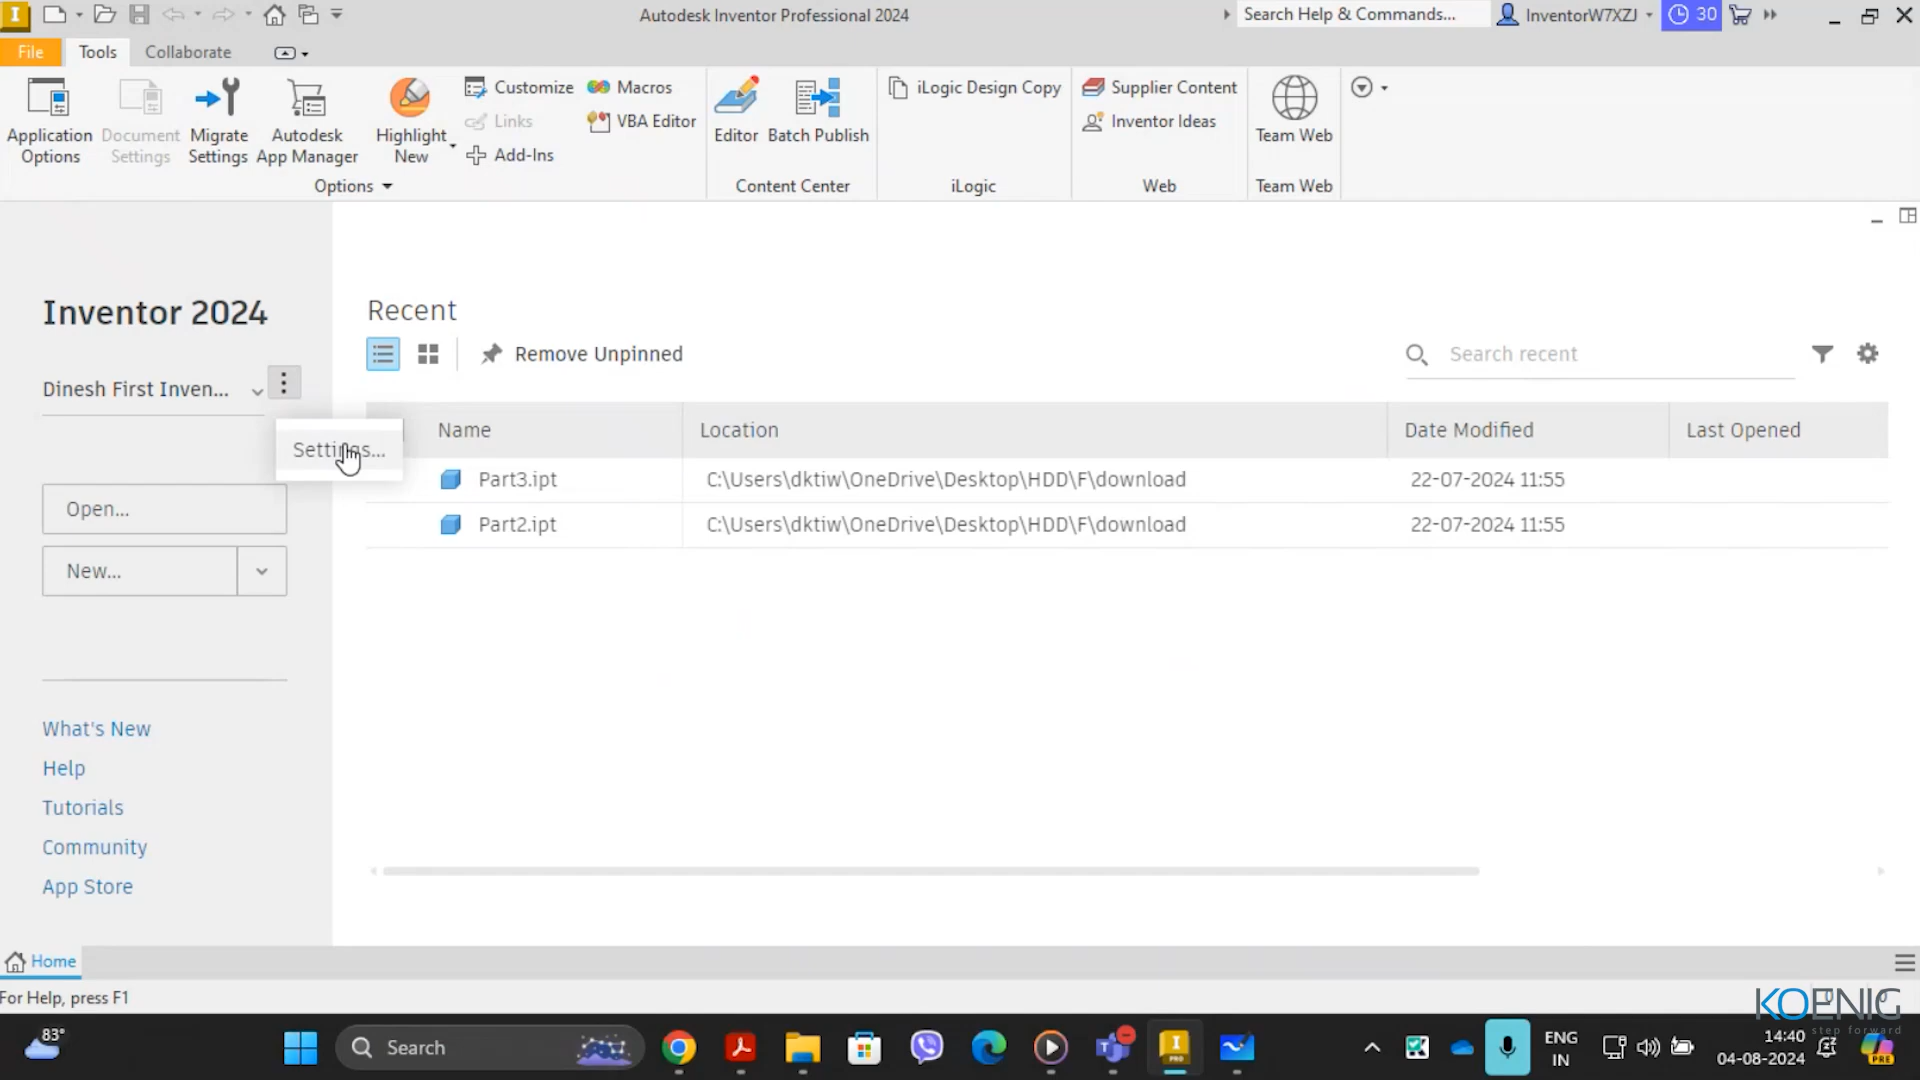 Autodesk Inventor Professional 2024
Search Help & Commands...
InventorW7XZJ
30
File
Tools
Collaborate
Application Options
Document Settings
Migrate Settings
Autodesk App Manager
Highlight New
Customize
Links
Add-Ins
Macros
VBA Editor
Options
Editor
Batch Publish
Content Center
iLogic Design Copy
iLogic
Supplier Content
Inventor Ideas
Web
Team Web
Team Web
Inventor 2024
Dinesh First Inven...
Settings...
Open...
New...
What's New
Help
Tutorials
Community
App Store
Recent
Remove Unpinned
Search recent
Name Location Date Modified Last Opened
Part3.ipt C:\Users\dktiw\OneDrive\Desktop\HDD\F\download 22-07-2024 11:55
Part2.ipt C:\Users\dktiw\OneDrive\Desktop\HDD\F\download 22-07-2024 11:55
Home
For Help, press F1
KOENIG
step forward
83°
Search
PRO
ENG
IN
14:40
04-08-2024
PRE